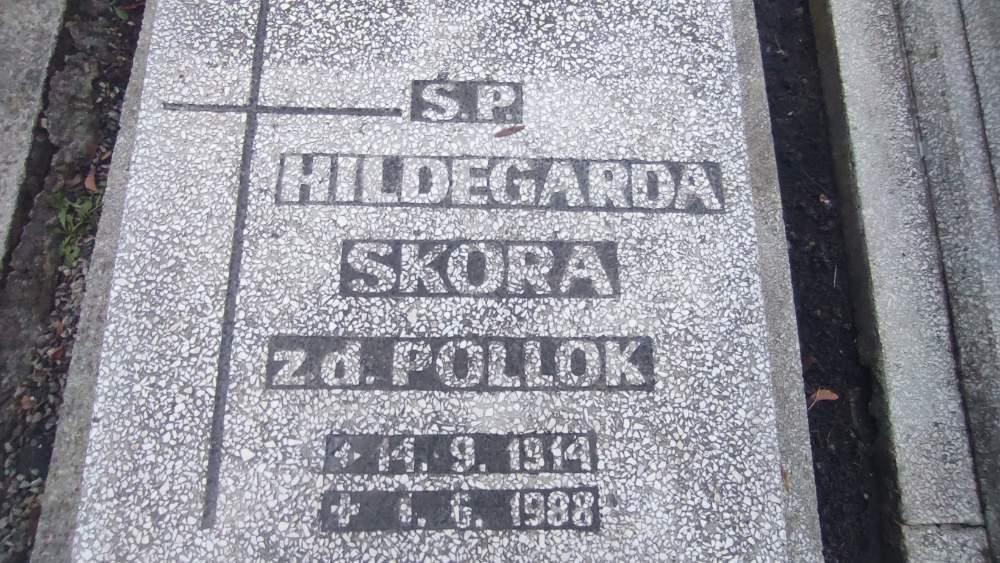 Ś.P.
HILDEGARDA
SKORA
Zd. POLLOK
* 14. 9. 1914
+ 1. 6. 1988